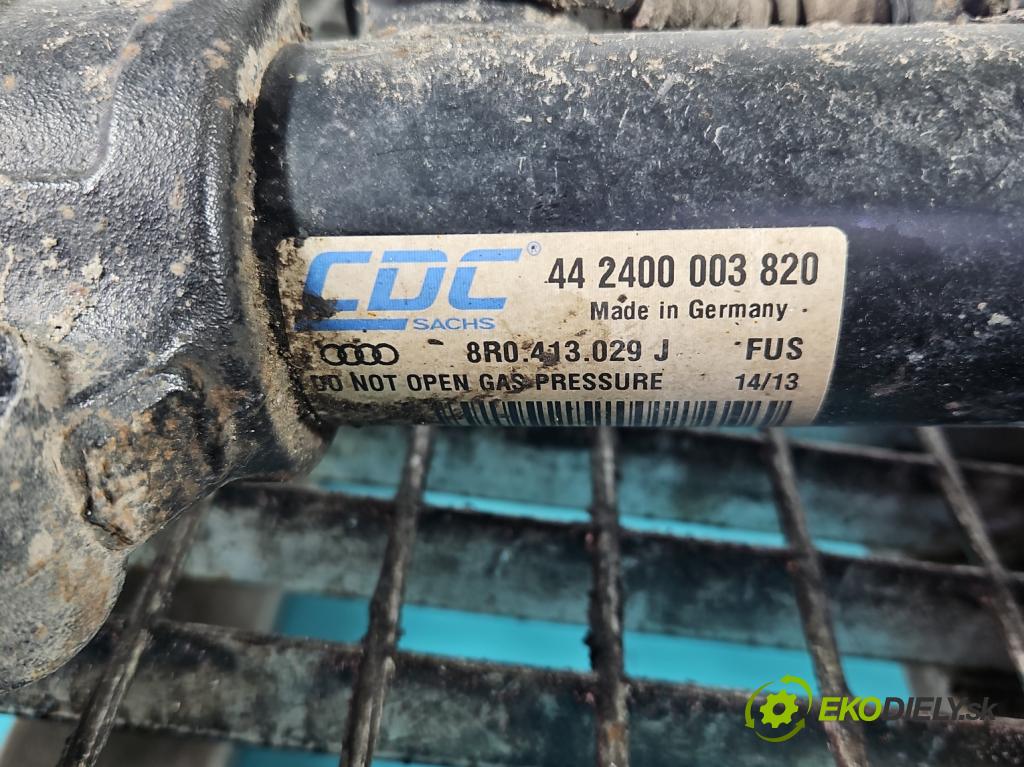 CDC® 44 2400 003 820
SACHS Made in Germany
8R0.413.029 J FUS
DO NOT OPEN GAS PRESSURE 14/13
EKODIELY.sk